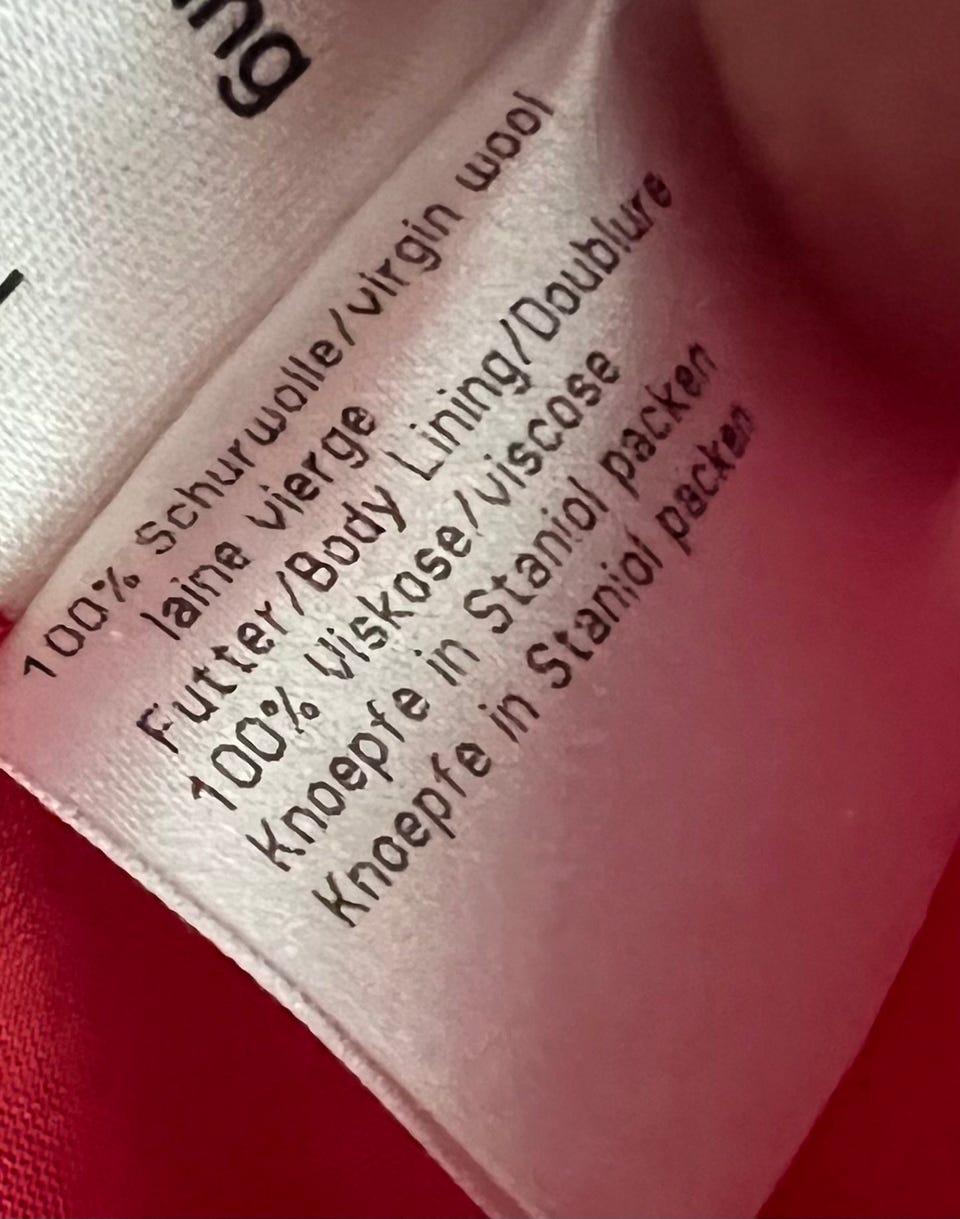 100% Schurwolle/virgin wool
laine vierge
Futter/Body Lining/Doublure
100% Viskose/viscose
Knoepfe in Staniol packen
Knoepfe in Staniol packen